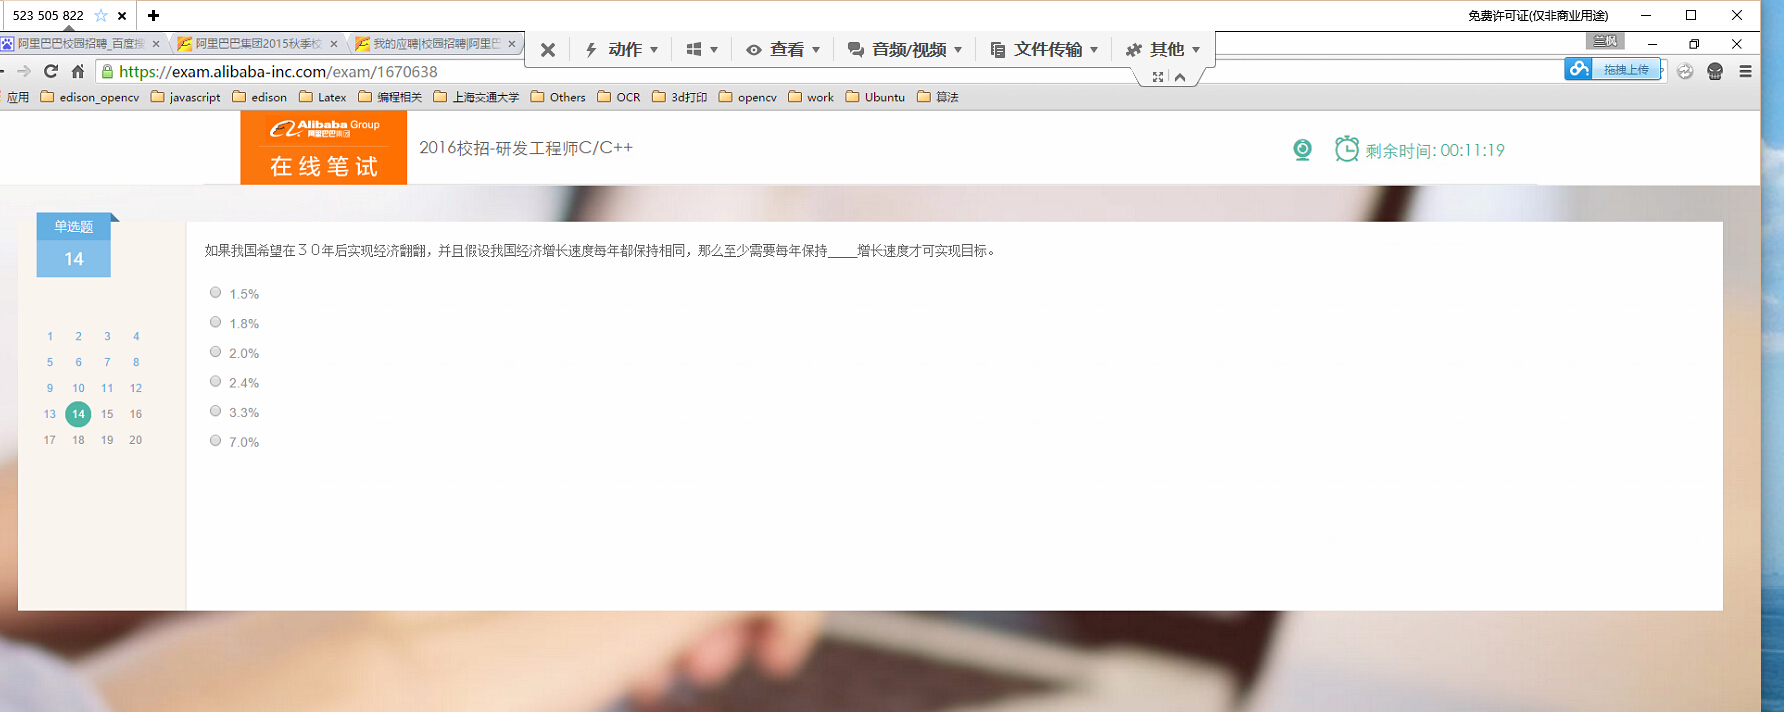 523 505 822
免费许可证(仅非商业用途)
阿里巴巴校园招聘_百度搜
阿里巴巴集团2015秋季校
我的应聘|校园招聘|阿里巴
动作
查看
音频/视频
文件传输
其他
兰枫
https://exam.alibaba-inc.com/exam/1670638
拖拽上传
应用
edison_opencv
javascript
edison
Latex
编程相关
上海交通大学
Others
OCR
3d打印
opencv
work
Ubuntu
算法
Alibaba Group
阿里巴巴集团
在线笔试
2016校招-研发工程师C/C++
剩余时间: 00:11:19
单选题
14
如果我国希望在30年后实现经济翻翻，并且假设我国经济增长速度每年都保持相同，那么至少需要每年保持____增长速度才可实现目标。
1.5%
1.8%
2.0%
2.4%
3.3%
7.0%
1 2 3 4
5 6 7 8
9 10 11 12
13 14 15 16
17 18 19 20